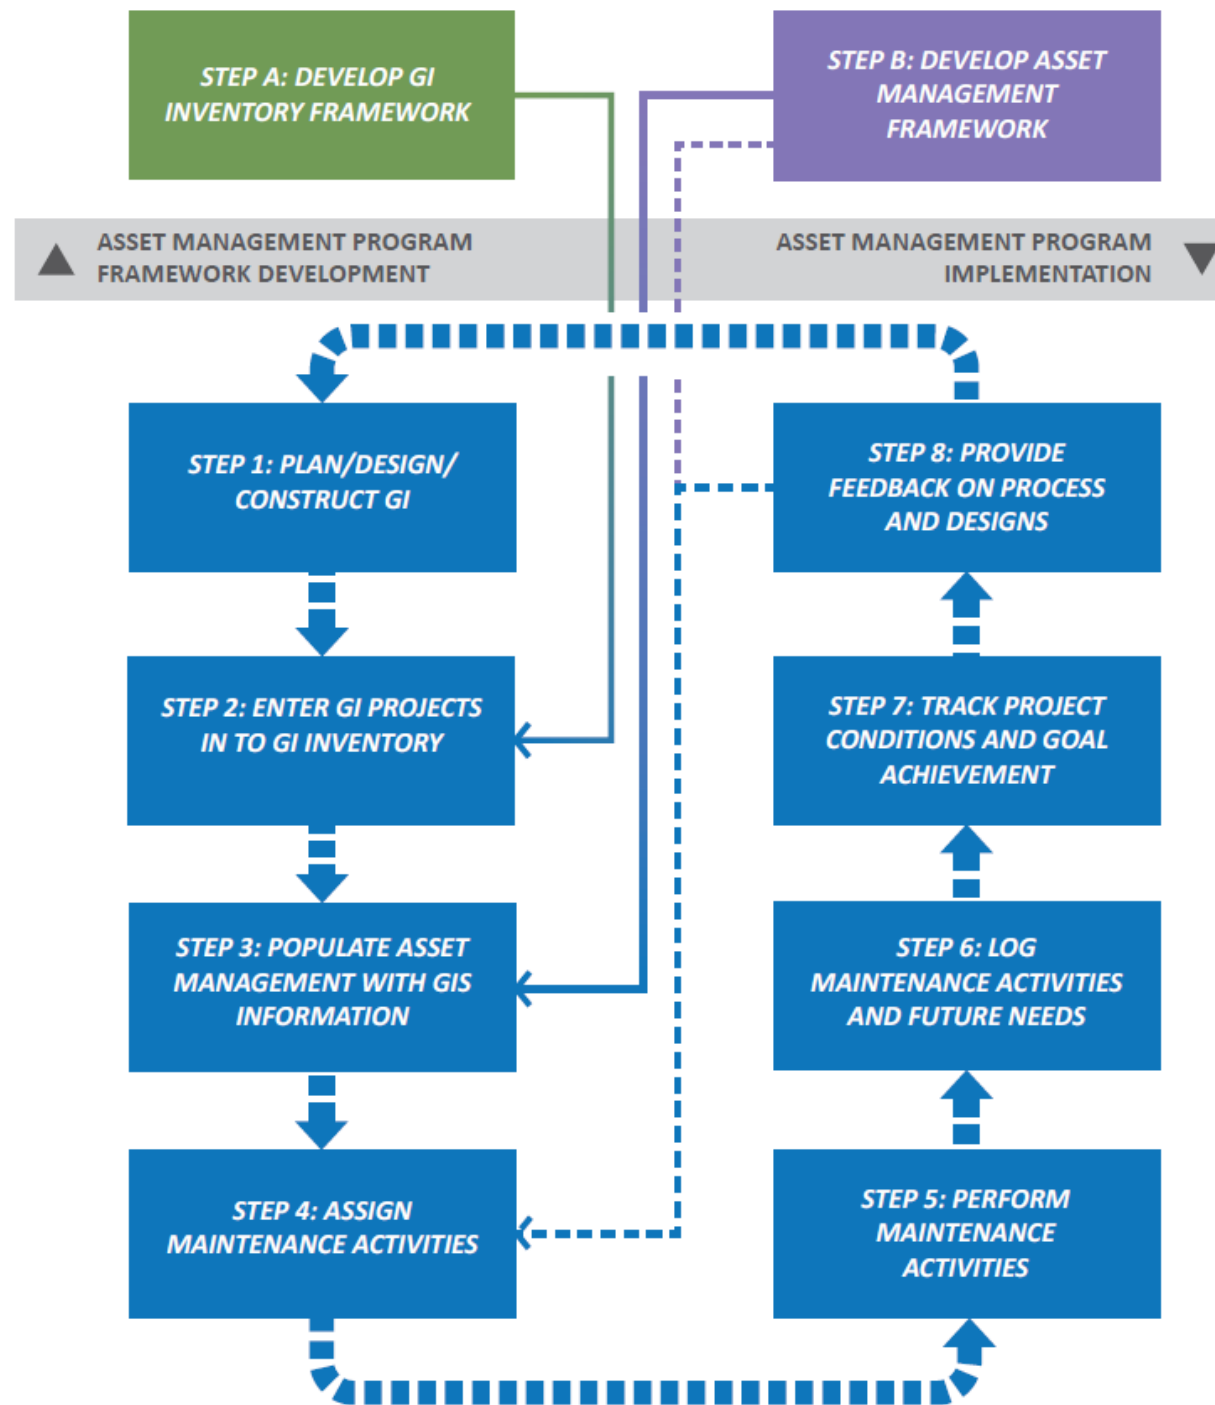 STEP A: DEVELOP GI
INVENTORY FRAMEWORK
STEP B: DEVELOP ASSET
MANAGEMENT
FRAMEWORK
ASSET MANAGEMENT PROGRAM
FRAMEWORK DEVELOPMENT
ASSET MANAGEMENT PROGRAM
IMPLEMENTATION
STEP 1: PLAN/DESIGN/
CONSTRUCT GI
STEP 2: ENTER GI PROJECTS
IN TO GI INVENTORY
STEP 3: POPULATE ASSET
MANAGEMENT WITH GIS
INFORMATION
STEP 4: ASSIGN
MAINTENANCE ACTIVITIES
STEP 5: PERFORM
MAINTENANCE
ACTIVITIES
STEP 6: LOG
MAINTENANCE ACTIVITIES
AND FUTURE NEEDS
STEP 7: TRACK PROJECT
CONDITIONS AND GOAL
ACHIEVEMENT
STEP 8: PROVIDE
FEEDBACK ON PROCESS
AND DESIGNS